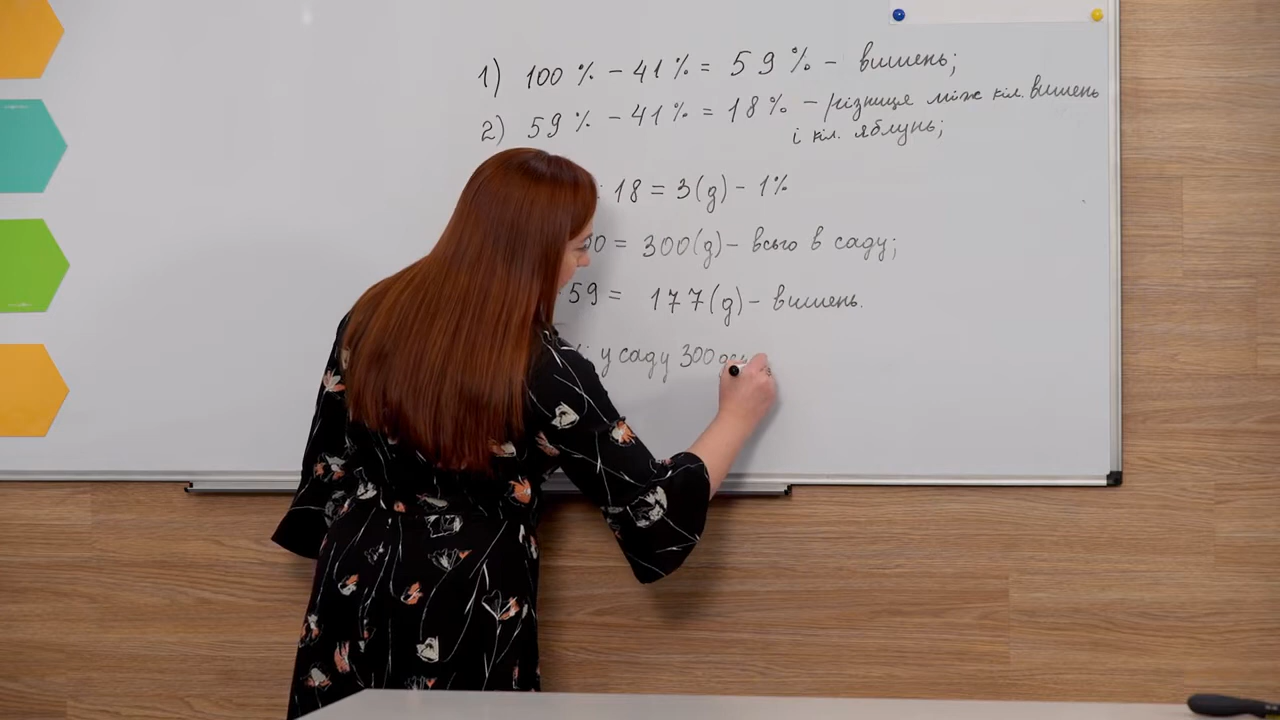 1) 100 % - 41 % = 59 % - вишень;
2) 59 % - 41 % = 18 % - різниця між кіл. вишень
і кіл. яблунь;
: 18 = 3(д) - 1%
00 = 300(д) - всього в саду;
59 = 177(д) - вишень.
у саду 300